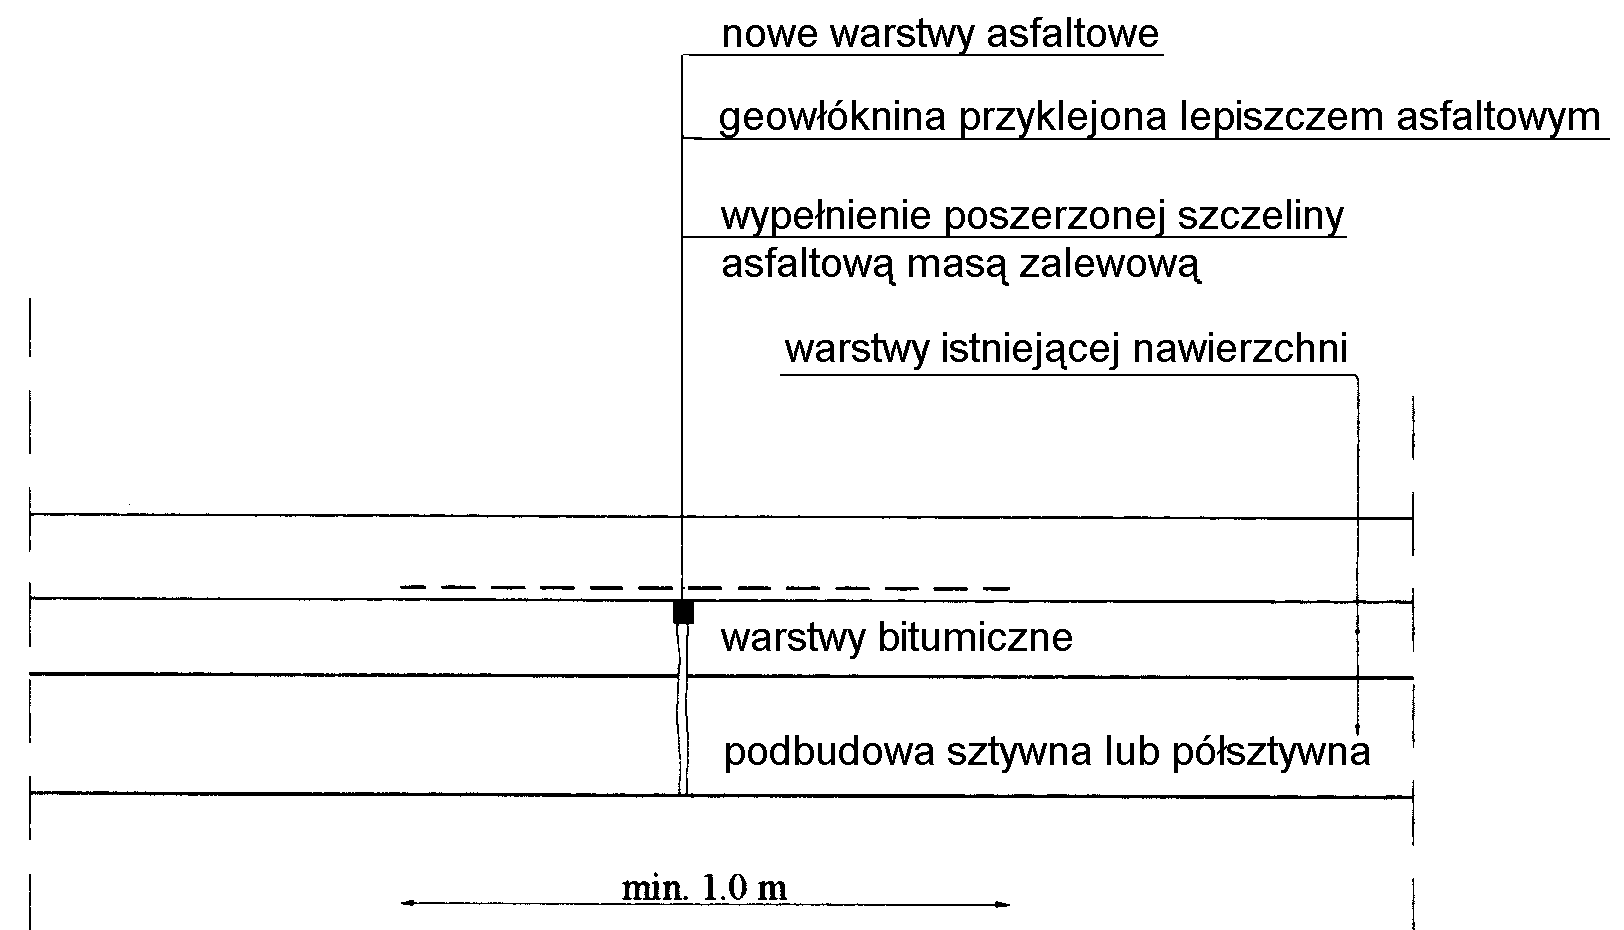 nowe warstwy asfaltowe
geowłóknina przyklejona lepiszczem asfaltowym
wypełnienie poszerzonej szczeliny
asfaltową masą zalewową
warstwy istniejącej nawierzchni
warstwy bitumiczne
podbudowa sztywna lub półsztywna
min. 1.0 m